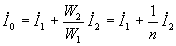 İ₀ = İ₁ + W₂/W₁ İ₂ = İ₁ + 1/n İ₂